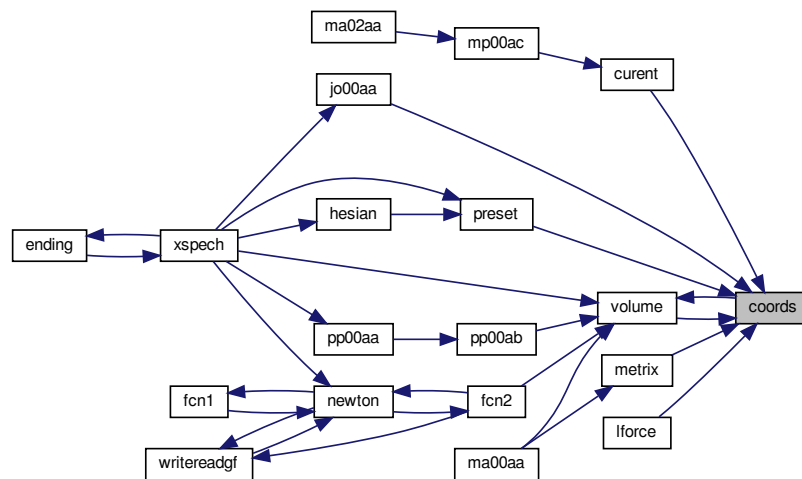 ma02aa
mp00ac
curent
jo00aa
hesian
preset
ending
xspech
volume
coords
pp00aa
pp00ab
metrix
fcn1
newton
fcn2
lforce
writereadgf
ma00aa